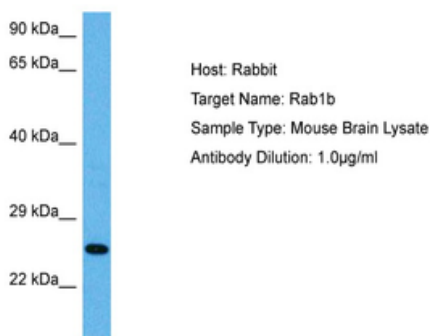 90 kDa__
65 kDa__
40 kDa__
29 kDa__
22 kDa__
Host: Rabbit
Target Name: Rab1b
Sample Type: Mouse Brain Lysate
Antibody Dilution: 1.0µg/ml